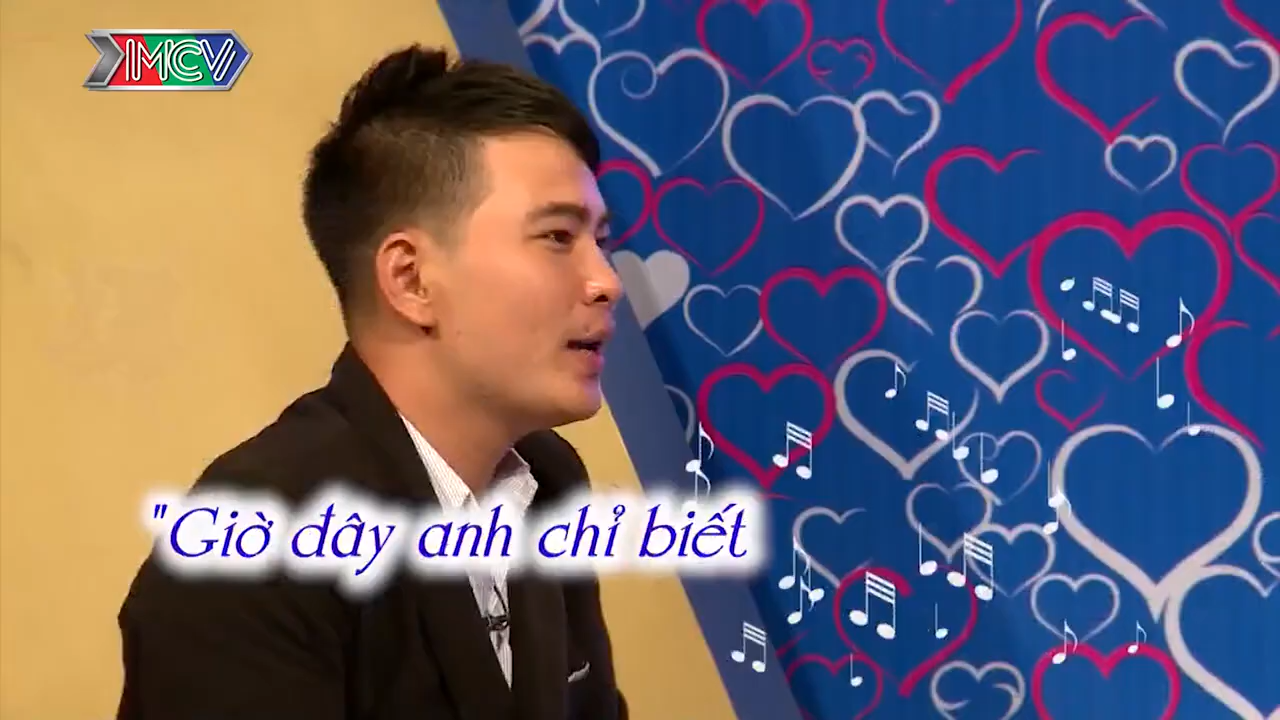 MCV
"Giờ đây anh chỉ biết